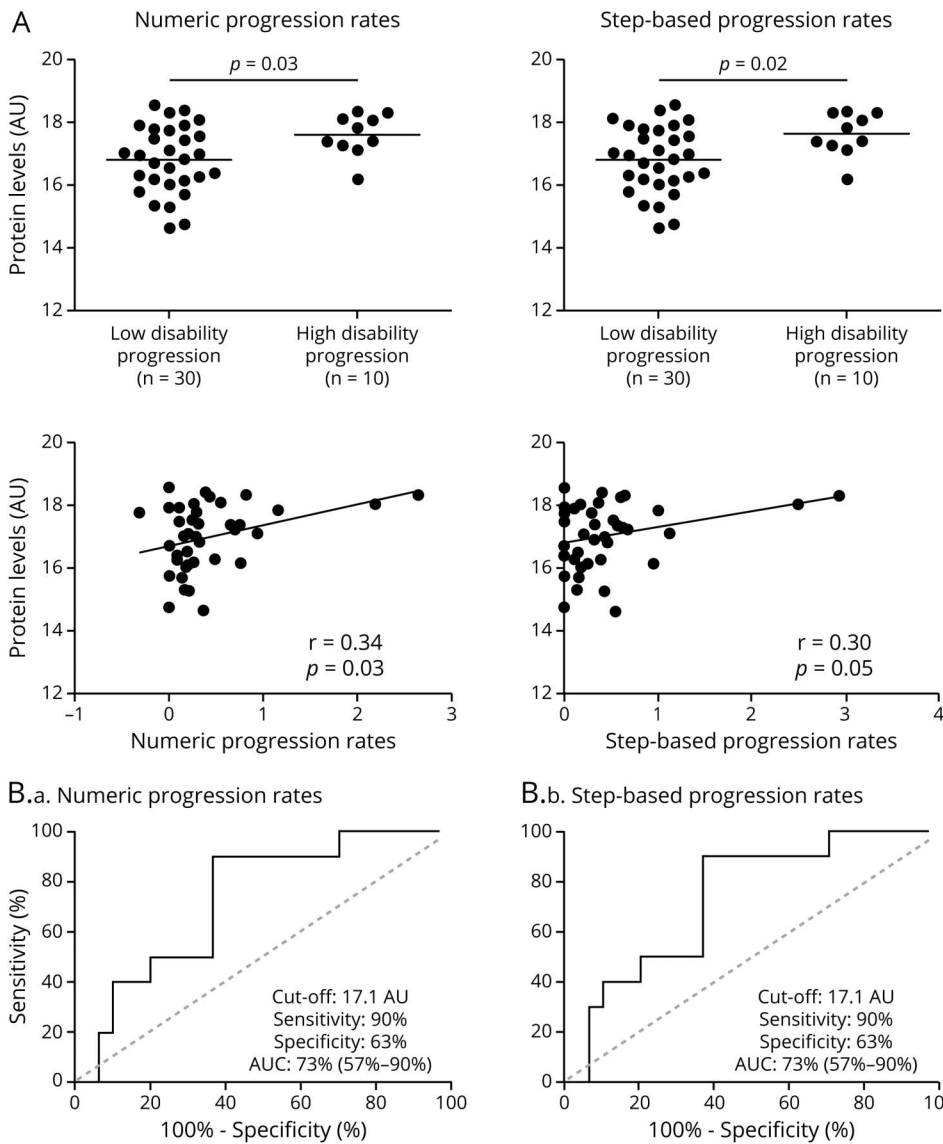 A
Numeric progression rates
Step-based progression rates
Protein levels (AU)
20
18
16
14
12
p = 0.03
Low disability
progression
(n = 30)
High disability
progression
(n = 10)
20
18
16
14
12
p = 0.02
Low disability
progression
(n = 30)
High disability
progression
(n = 10)
Protein levels (AU)
20
18
16
14
12
r = 0.34
p = 0.03
–1
0
1
2
3
Numeric progression rates
20
18
16
14
12
r = 0.30
p = 0.05
0
1
2
3
4
Step-based progression rates
B.a. Numeric progression rates
Sensitivity (%)
100
80
60
40
20
0
Cut-off: 17.1 AU
Sensitivity: 90%
Specificity: 63%
AUC: 73% (57%–90%)
0
20
40
60
80
100
100% - Specificity (%)
B.b. Step-based progression rates
100
80
60
40
20
0
Cut-off: 17.1 AU
Sensitivity: 90%
Specificity: 63%
AUC: 73% (57%–90%)
0
20
40
60
80
100
100% - Specificity (%)